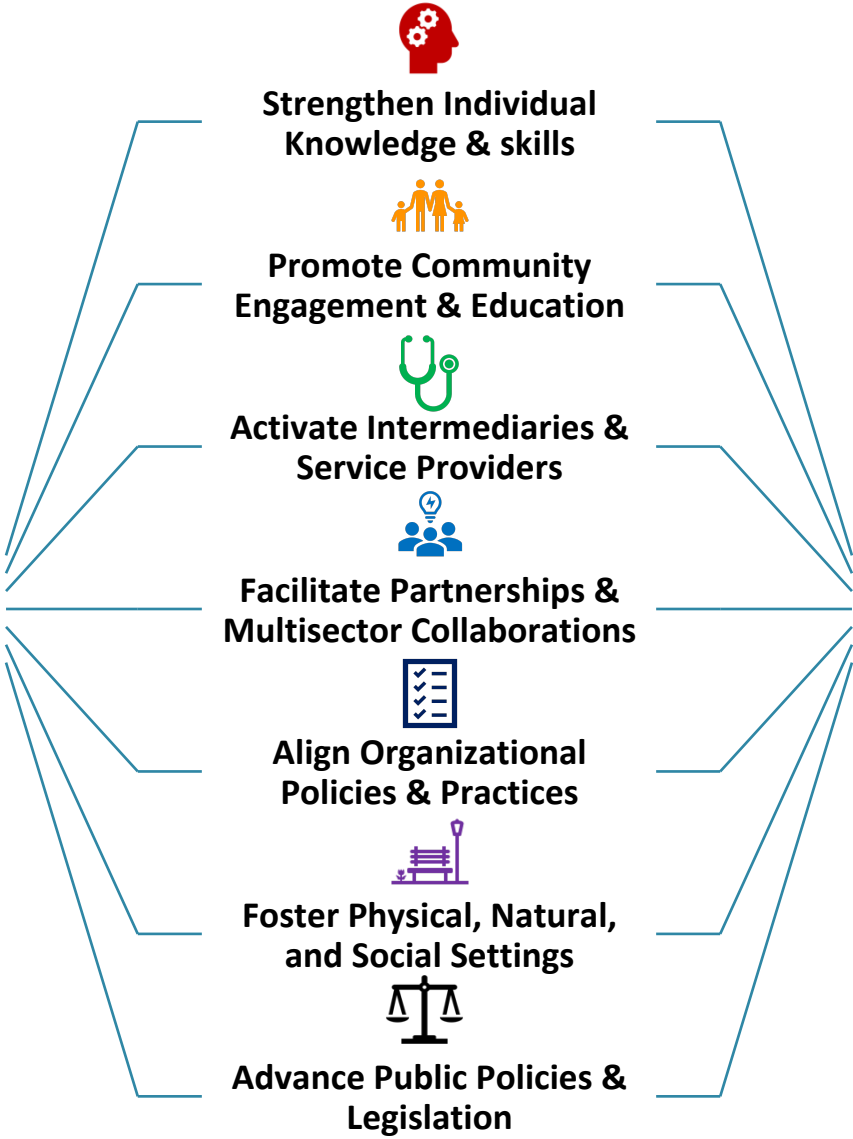 Strengthen Individual
Knowledge & skills
Promote Community
Engagement & Education
Activate Intermediaries &
Service Providers
Facilitate Partnerships &
Multisector Collaborations
Align Organizational
Policies & Practices
Foster Physical, Natural,
and Social Settings
Advance Public Policies &
Legislation